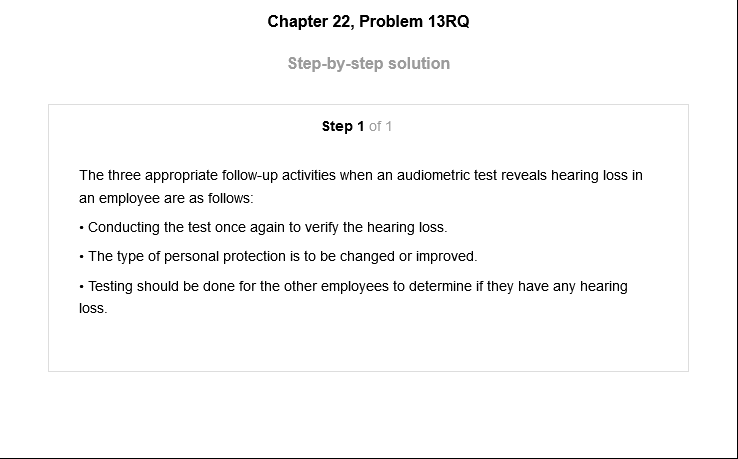 Chapter 22, Problem 13RQ
Step-by-step solution
Step 1 of 1
The three appropriate follow-up activities when an audiometric test reveals hearing loss in
an employee are as follows:
• Conducting the test once again to verify the hearing loss.
• The type of personal protection is to be changed or improved.
• Testing should be done for the other employees to determine if they have any hearing
loss.